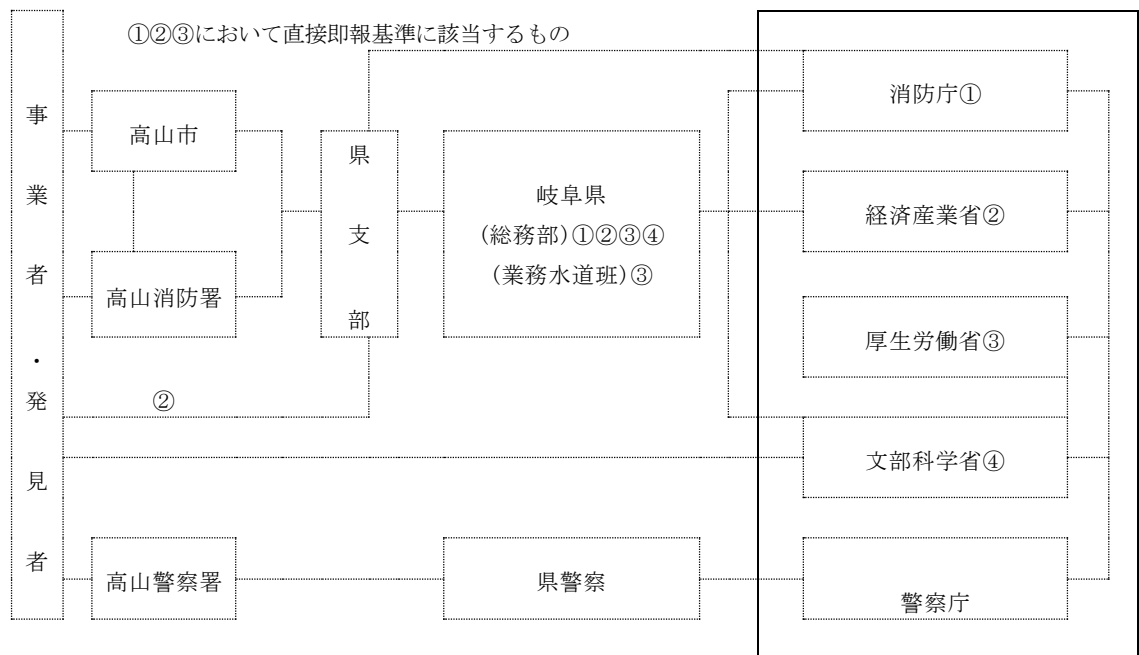 ①②③において直接即報基準に該当するもの
事業者・発見者
高山市
高山消防署
②
高山警察署
県支部
岐阜県
(総務部)①②③④
(業務水道班)③
県警察
消防庁①
経済産業省②
厚生労働省③
文部科学省④
警察庁